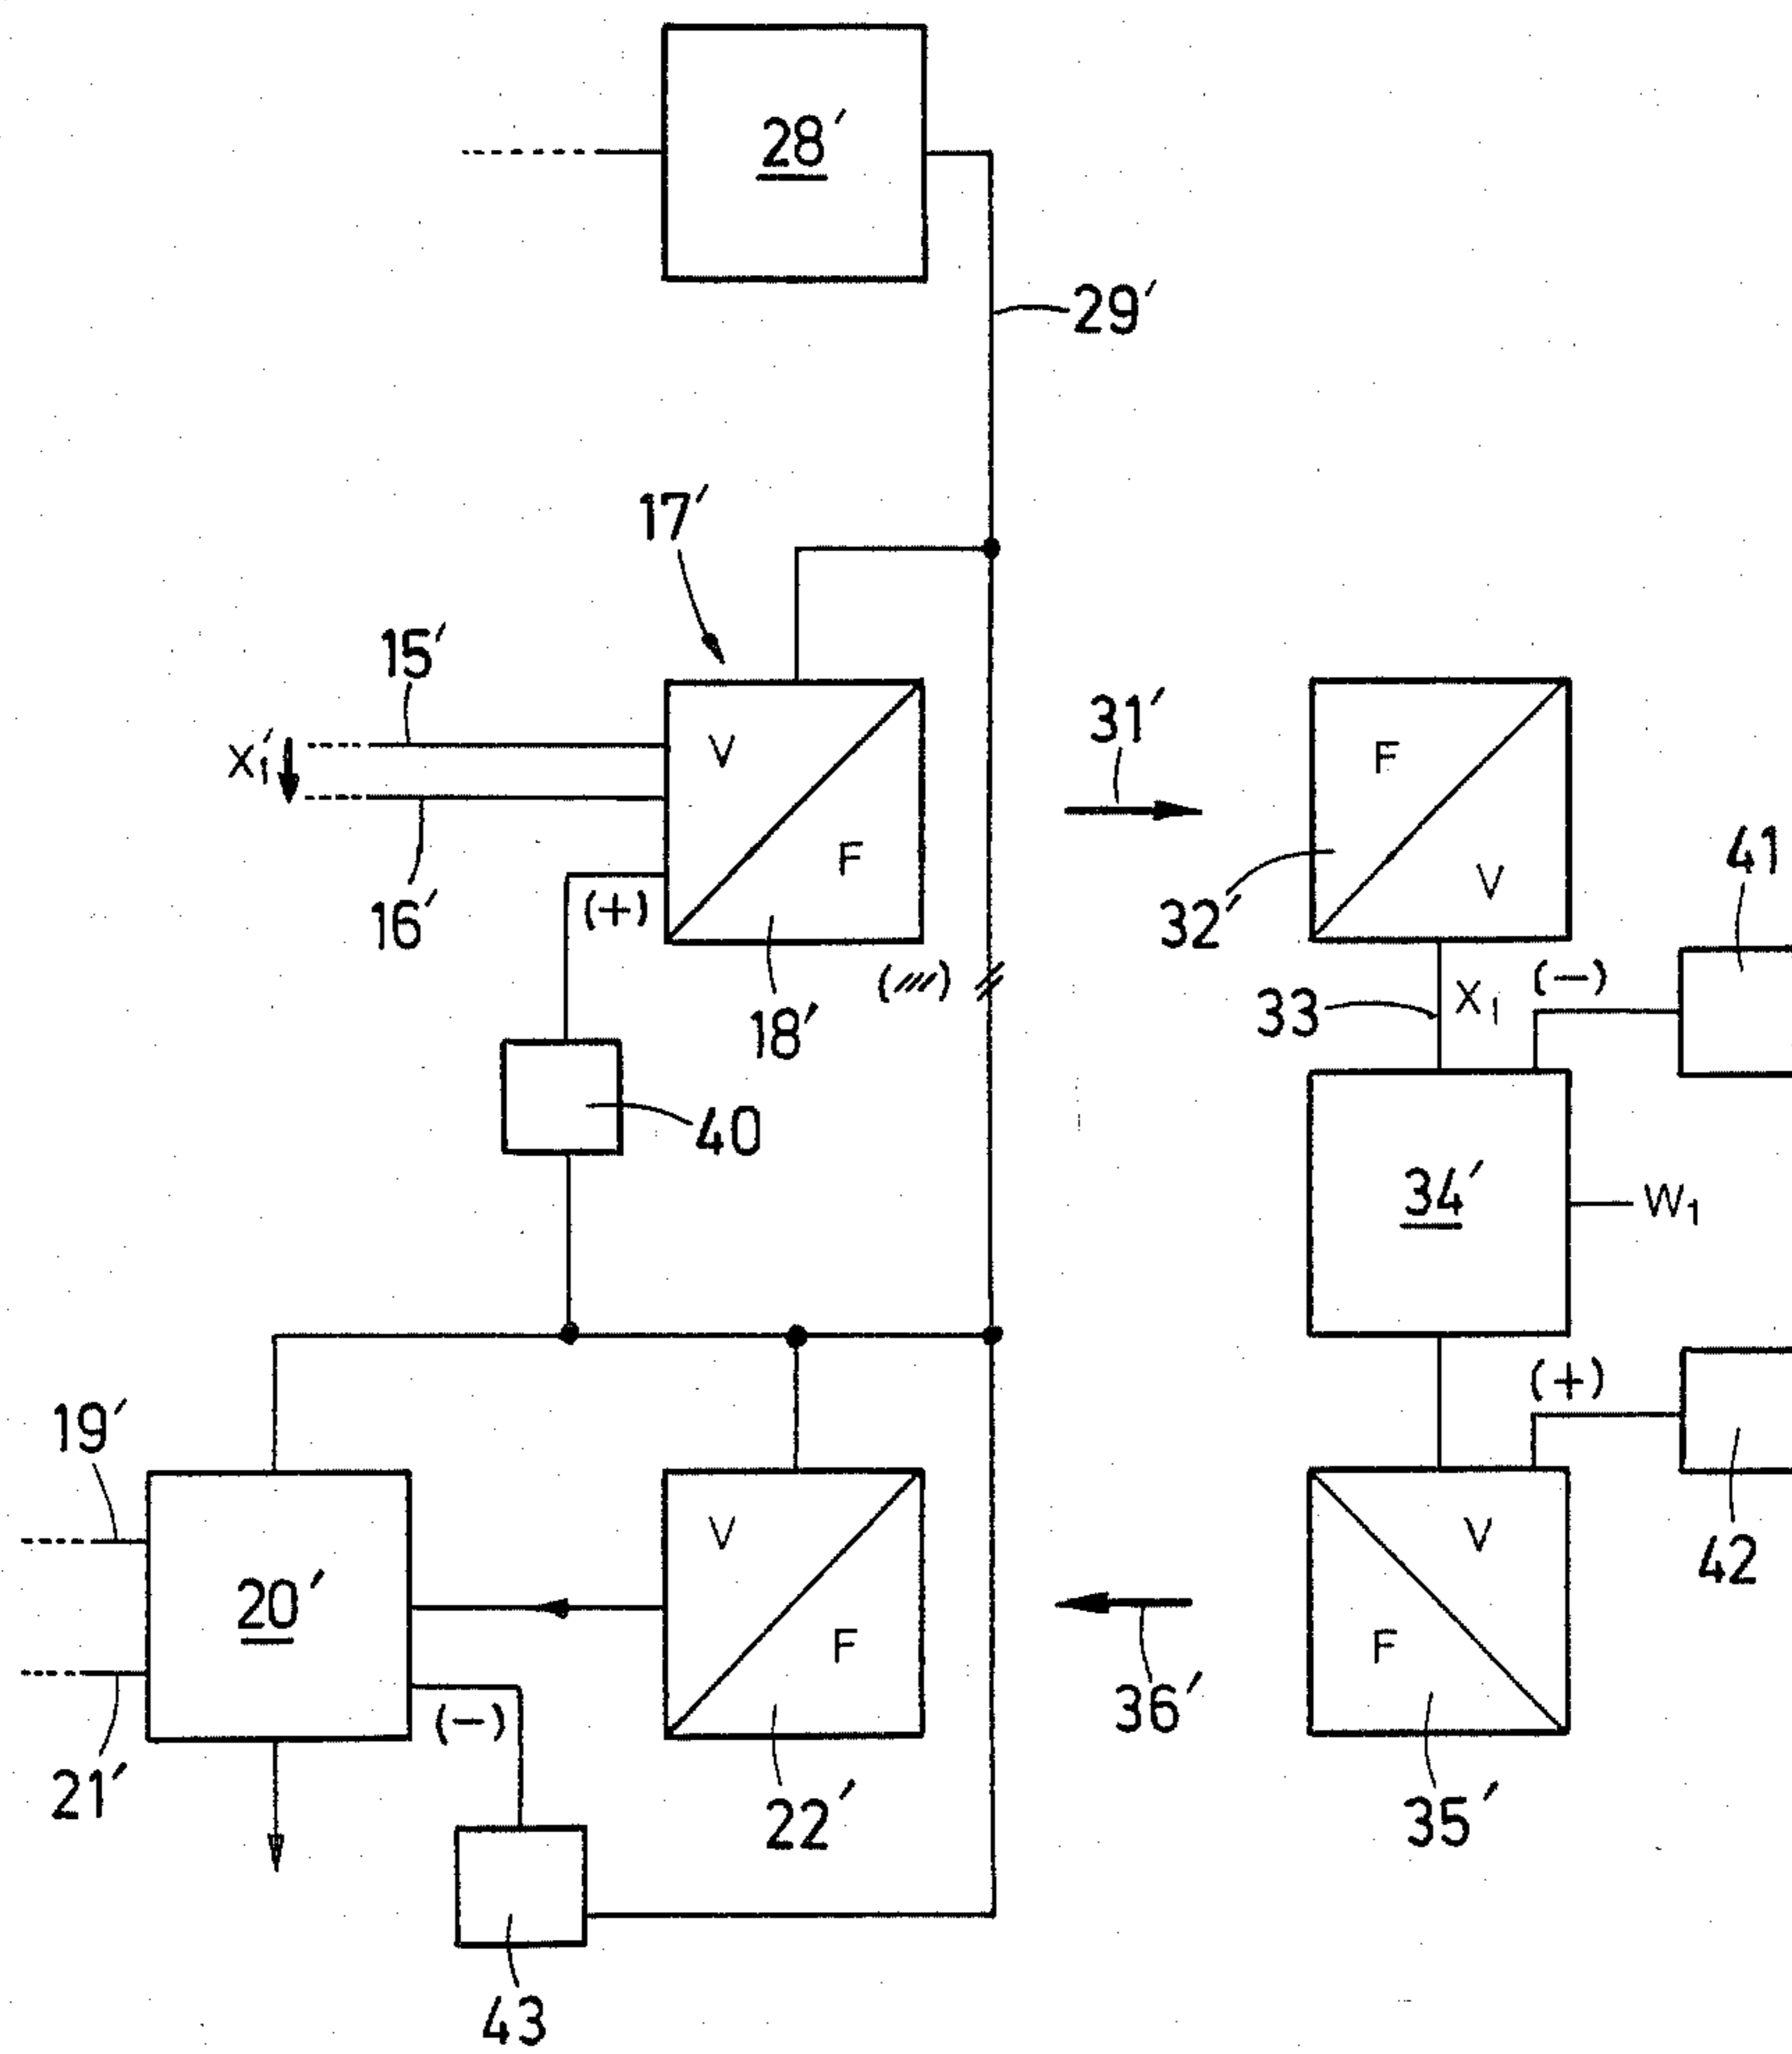 28′
29′
17′
15′
X₁′
16′
V
F
(+)
18′
(///)
31′
F
V
32′
41
33
X₁
(−)
40
34′
W₁
(+)
42
19′
20′
21′
V
F
(−)
22′
36′
V
F
35′
43